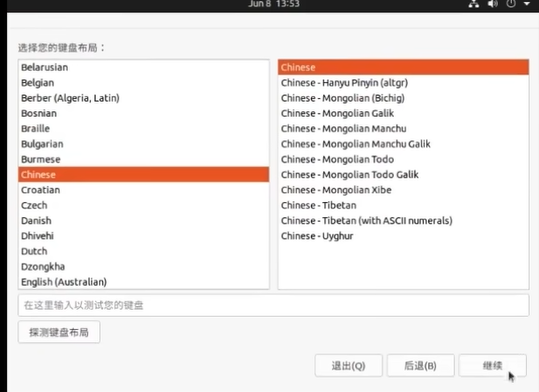 Jun 8 13:53
选择您的键盘布局：
Belarusian
Belgian
Berber (Algeria, Latin)
Bosnian
Braille
Bulgarian
Burmese
Chinese
Croatian
Czech
Danish
Dhivehi
Dutch
Dzongkha
English (Australian)
Chinese
Chinese - Hanyu Pinyin (altgr)
Chinese - Mongolian (Bichig)
Chinese - Mongolian Galik
Chinese - Mongolian Manchu
Chinese - Mongolian Manchu Galik
Chinese - Mongolian Todo
Chinese - Mongolian Todo Galik
Chinese - Mongolian Xibe
Chinese - Tibetan
Chinese - Tibetan (with ASCII numerals)
Chinese - Uyghur
在这里输入以测试您的键盘
探测键盘布局
退出(Q) 后退(B) 继续